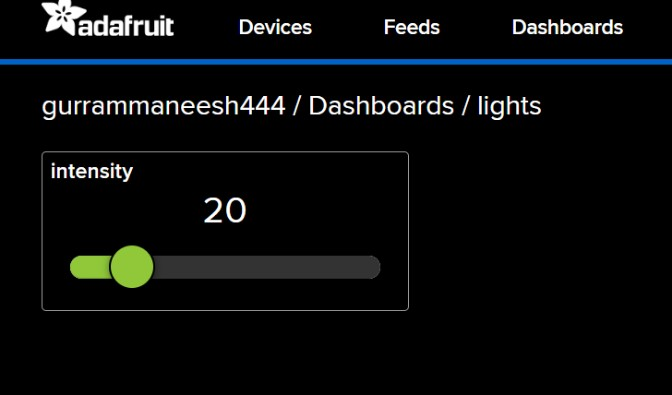 adafruit Devices Feeds Dashboards
gurrammaneesh444 / Dashboards / lights
intensity
20